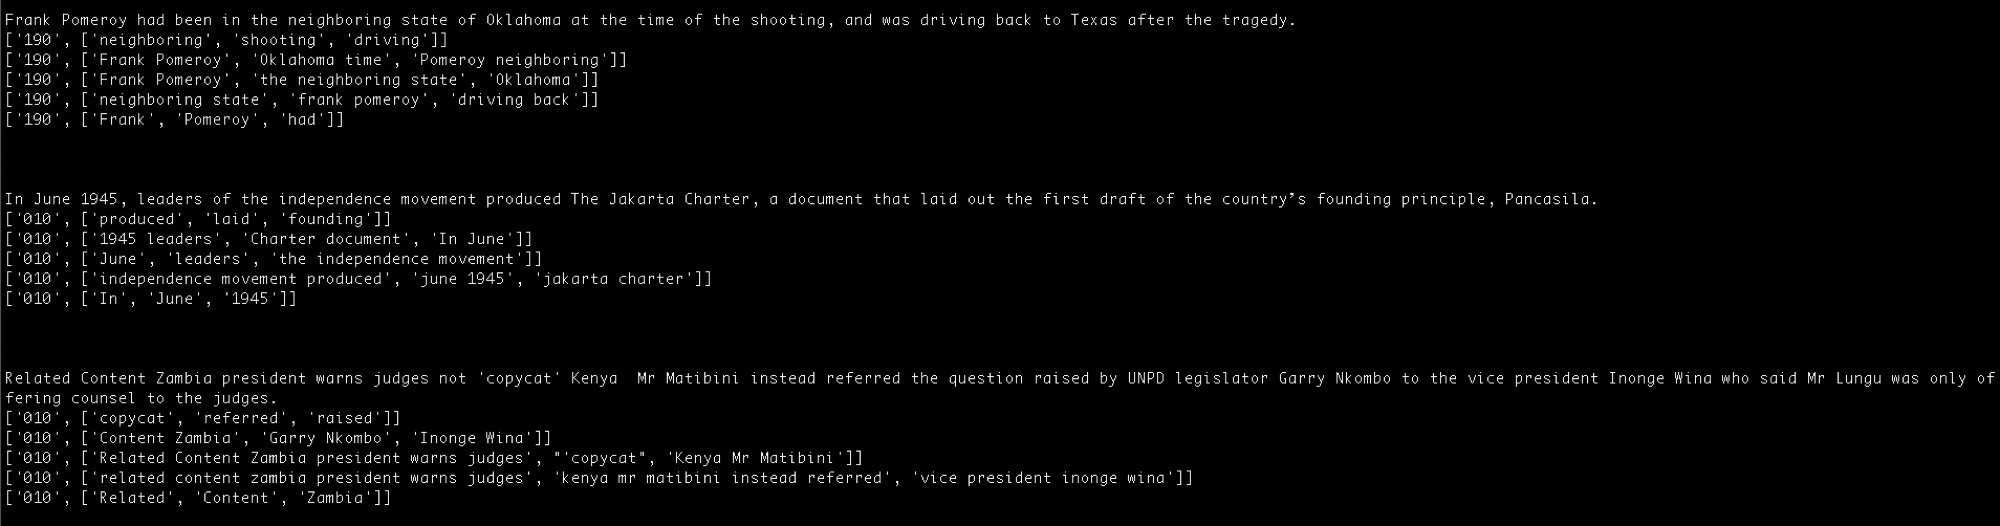 Frank Pomeroy had been in the neighboring state of Oklahoma at the time of the shooting, and was driving back to Texas after the tragedy.
['190', ['neighboring', 'shooting', 'driving']]
['190', ['Frank Pomeroy', 'Oklahoma time', 'Pomeroy neighboring']]
['190', ['Frank Pomeroy', 'the neighboring state', 'Oklahoma']]
['190', ['neighboring state', 'frank pomeroy', 'driving back']]
['190', ['Frank', 'Pomeroy', 'had']]
In June 1945, leaders of the independence movement produced The Jakarta Charter, a document that laid out the first draft of the country’s founding principle, Pancasila.
['010', ['produced', 'laid', 'founding']]
['010', ['1945 leaders', 'Charter document', 'In June']]
['010', ['June', 'leaders', 'the independence movement']]
['010', ['independence movement produced', 'june 1945', 'jakarta charter']]
['010', ['In', 'June', '1945']]
Related Content Zambia president warns judges not 'copycat' Kenya  Mr Matibini instead referred the question raised by UNPD legislator Garry Nkombo to the vice president Inonge Wina who said Mr Lungu was only of
fering counsel to the judges.
['010', ['copycat', 'referred', 'raised']]
['010', ['Content Zambia', 'Garry Nkombo', 'Inonge Wina']]
['010', ['Related Content Zambia president warns judges', "'copycat", 'Kenya Mr Matibini']]
['010', ['related content zambia president warns judges', 'kenya mr matibini instead referred', 'vice president inonge wina']]
['010', ['Related', 'Content', 'Zambia']]